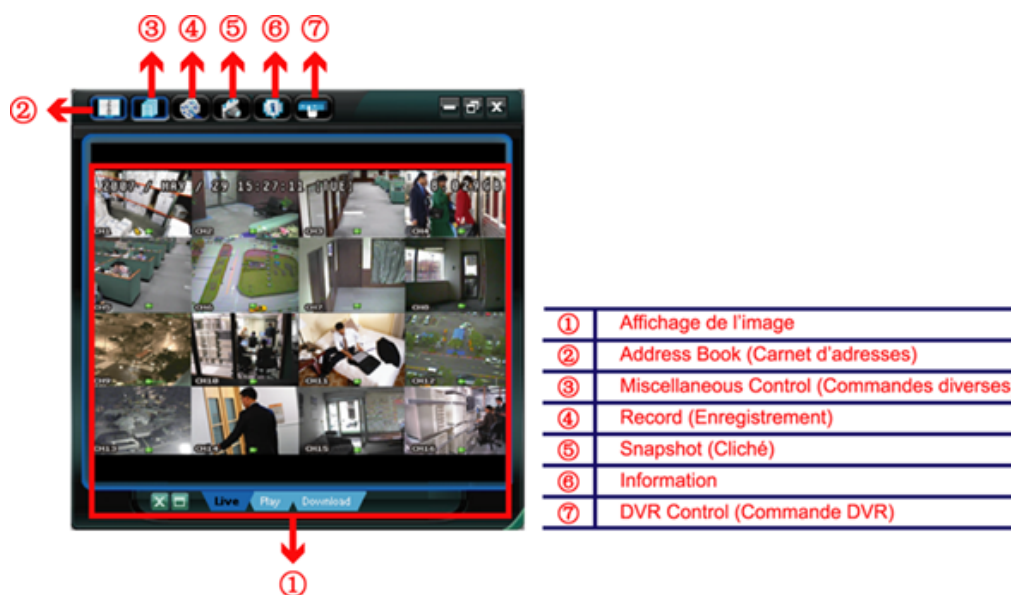 ③ ④ ⑤ ⑥ ⑦
②
2007 / MAY / 29 15:27:11 [TUE]
CH1 CH2 CH3 CH4
CH5 CH6 CH7 CH8
CH9 CH10 CH11 CH12
CH13 CH14 CH15 CH16
Live Play Download
①
① Affichage de l'image
② Address Book (Carnet d'adresses)
③ Miscellaneous Control (Commandes diverses
④ Record (Enregistrement)
⑤ Snapshot (Cliché)
⑥ Information
⑦ DVR Control (Commande DVR)